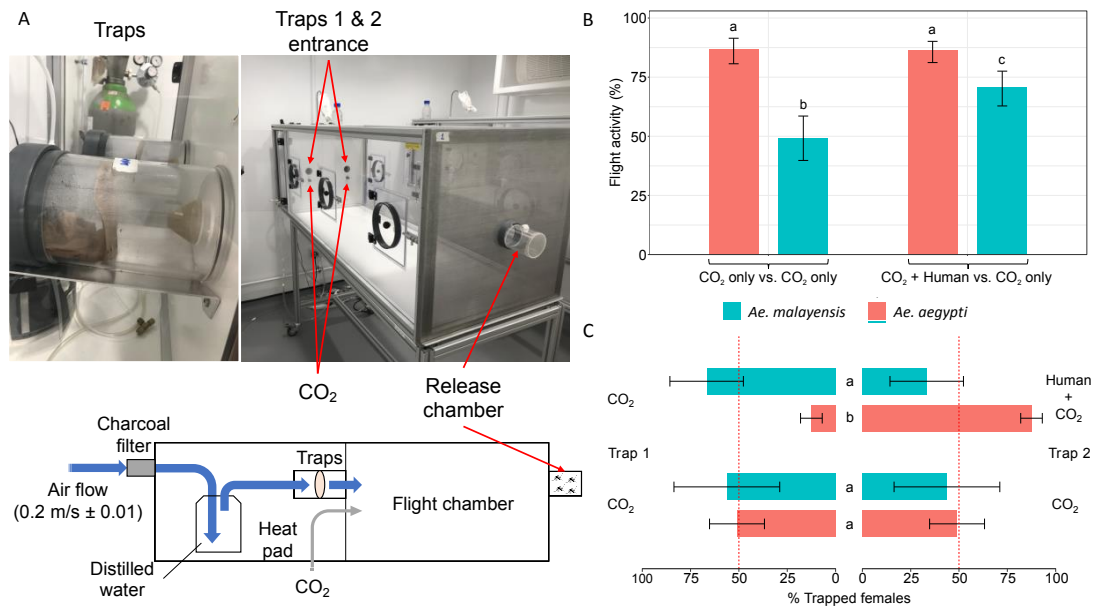 A
Traps
Traps 1 & 2
entrance
CO₂
Release
chamber
Charcoal
filter
Air flow
(0.2 m/s ± 0.01)
Traps
Flight chamber
Heat
pad
Distilled
water
CO₂
B
Flight activity (%)
100
75
50
25
0
a
b
a
c
CO₂ only vs. CO₂ only
CO₂ + Human vs. CO₂ only
Ae. malayensis
Ae. aegypti
C
CO₂
a
b
Human
+
CO₂
Trap 1
Trap 2
CO₂
a
a
CO₂
100
75
50
25
0
0
25
50
75
100
% Trapped females